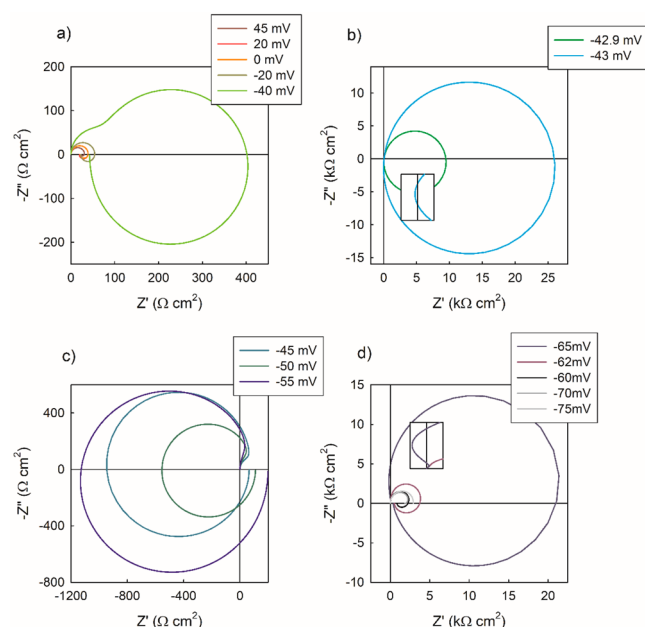 a)
45 mV
20 mV
0 mV
-20 mV
-40 mV
-Z" (Ω cm²)
200
100
0
-100
-200
0 100 200 300 400
Z' (Ω cm²)
b)
-42.9 mV
-43 mV
-Z" (kΩ cm²)
15
10
5
0
-5
-10
-15
0 5 10 15 20 25
Z' (kΩ cm²)
c)
-45 mV
-50 mV
-55 mV
-Z" (Ω cm²)
400
0
-400
-800
-1200 -800 -400 0
Z' (Ω cm²)
d)
-65mV
-62mV
-60mV
-70mV
-75mV
-Z" (kΩ cm²)
15
10
5
0
-5
-10
0 5 10 15 20
Z' (kΩ cm²)